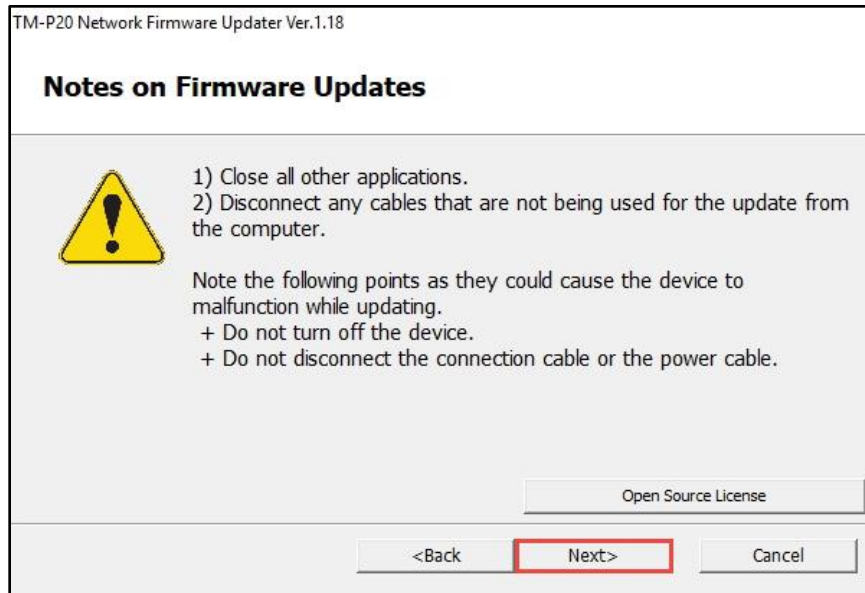 TM-P20 Network Firmware Updater Ver.1.18
Notes on Firmware Updates
1) Close all other applications.
2) Disconnect any cables that are not being used for the update from
the computer.
Note the following points as they could cause the device to
malfunction while updating.
+ Do not turn off the device.
+ Do not disconnect the connection cable or the power cable.
Open Source License
<Back
Next>
Cancel